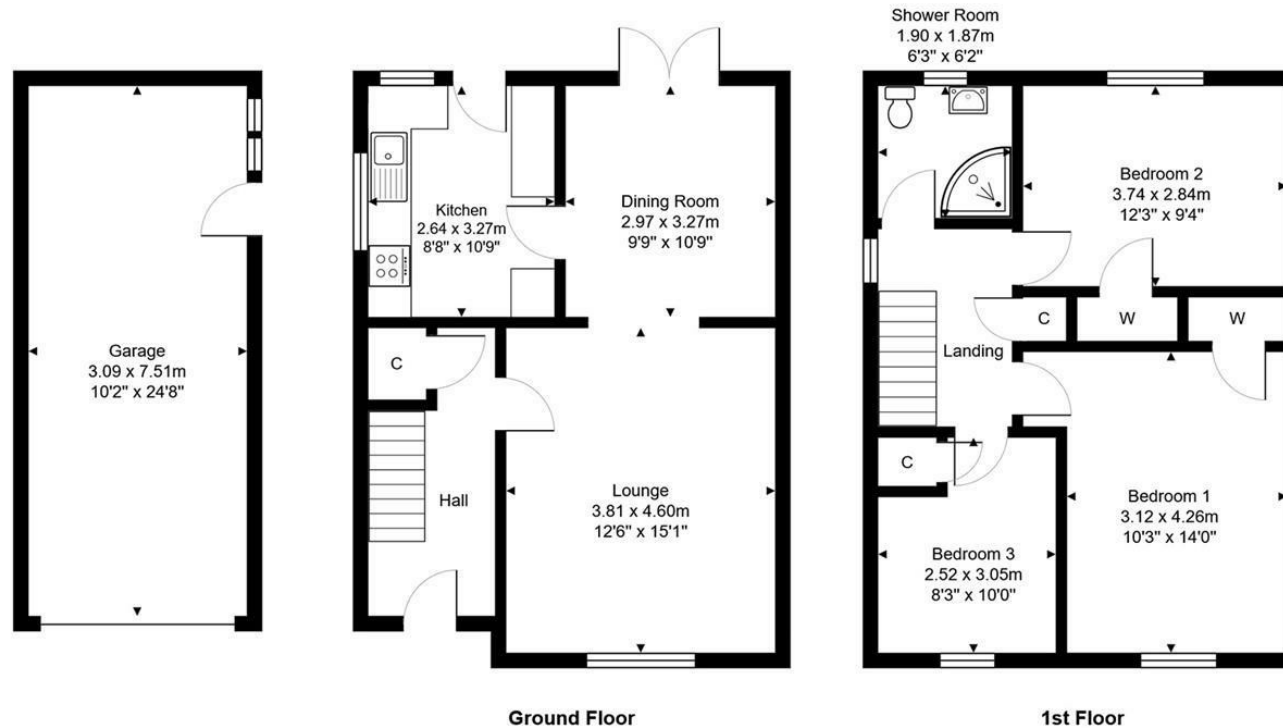 Garage
3.09 x 7.51m
10'2" x 24'8"
Kitchen
2.64 x 3.27m
8'8" x 10'9"
Dining Room
2.97 x 3.27m
9'9" x 10'9"
C
Hall
Lounge
3.81 x 4.60m
12'6" x 15'1"
Ground Floor
Shower Room
1.90 x 1.87m
6'3" x 6'2"
Bedroom 2
3.74 x 2.84m
12'3" x 9'4"
C
W
W
Landing
C
Bedroom 1
3.12 x 4.26m
10'3" x 14'0"
Bedroom 3
2.52 x 3.05m
8'3" x 10'0"
1st Floor